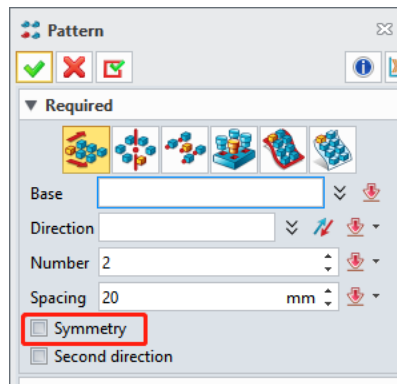 Pattern
Required
Base
Direction
Number 2
Spacing 20 mm
Symmetry
Second direction